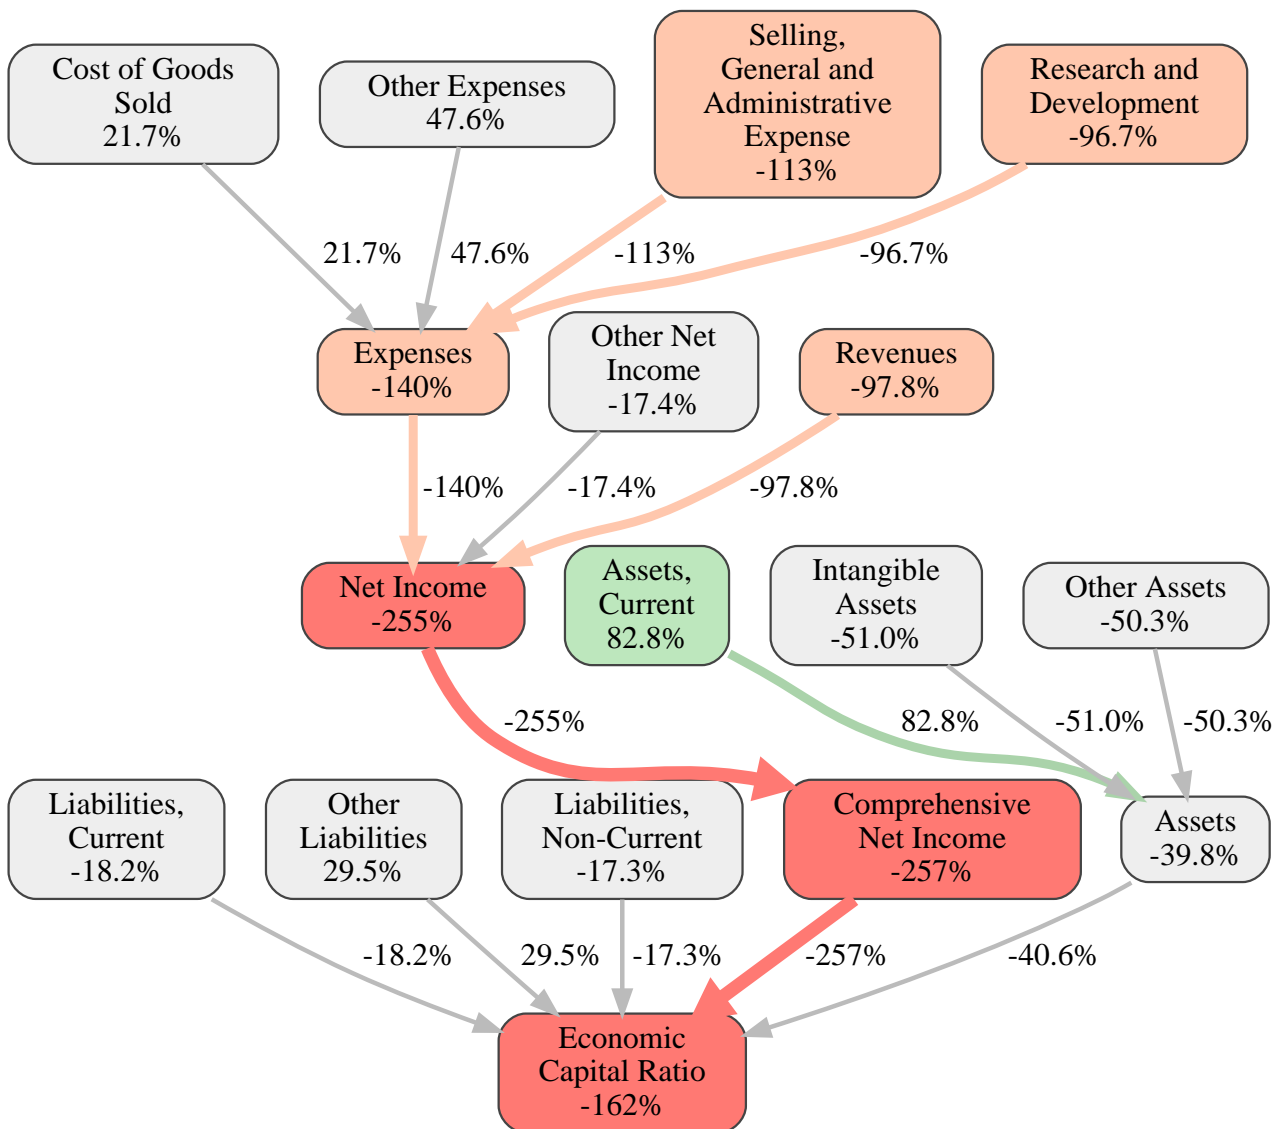 Cost of Goods
Sold
21.7%
Other Expenses
47.6%
Selling,
General and
Administrative
Expense
-113%
Research and
Development
-96.7%
21.7%
47.6%
-113%
-96.7%
Expenses
-140%
Other Net
Income
-17.4%
Revenues
-97.8%
-140%
-17.4%
-97.8%
Net Income
-255%
Assets,
Current
82.8%
Intangible
Assets
-51.0%
Other Assets
-50.3%
-255%
82.8%
-51.0%
-50.3%
Liabilities,
Current
-18.2%
Other
Liabilities
29.5%
Liabilities,
Non-Current
-17.3%
Comprehensive
Net Income
-257%
Assets
-39.8%
-18.2%
29.5%
-17.3%
-257%
-40.6%
Economic
Capital Ratio
-162%